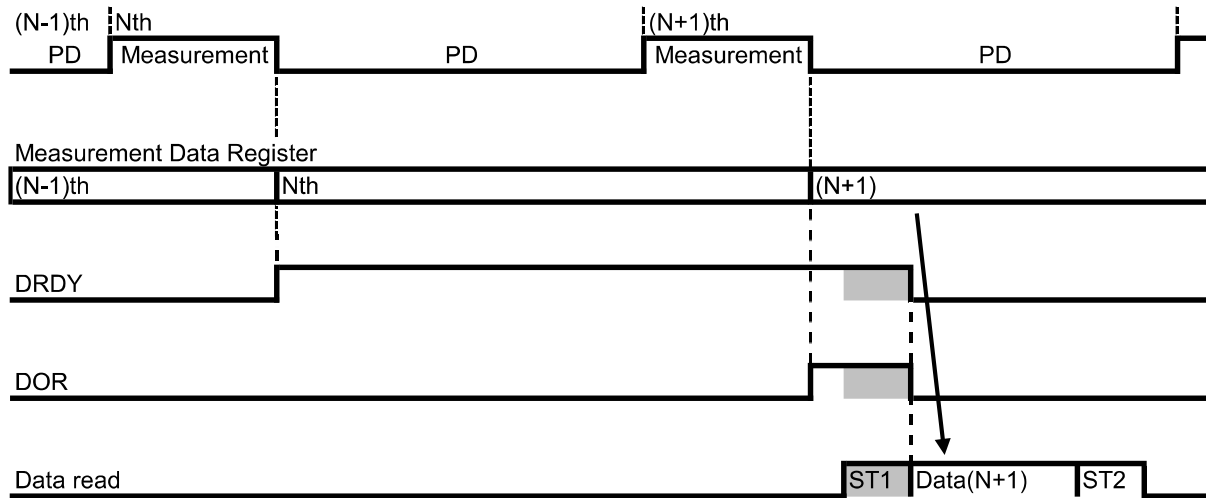 (N-1)th Nth (N+1)th
PD Measurement PD Measurement PD
Measurement Data Register
(N-1)th Nth (N+1)
DRDY
DOR
Data read ST1 Data(N+1) ST2